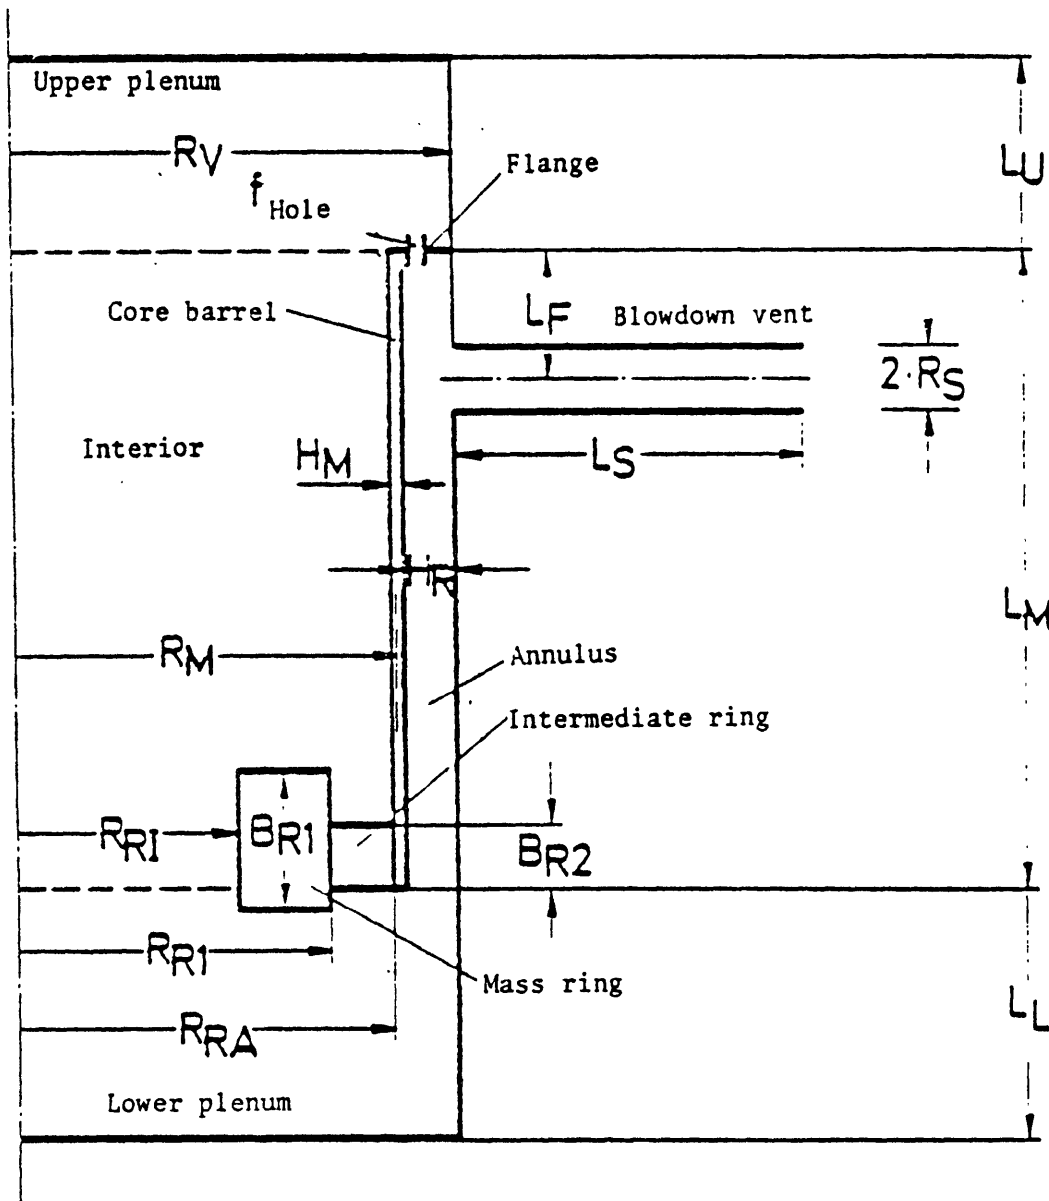 Upper plenum
RV
Flange
LU
fHole
Core barrel
LF
Blowdown vent
2·RS
Interior
HM
LS
LM
RM
Annulus
Intermediate ring
RRI
BR1
BR2
RR1
Mass ring
LL
RRA
Lower plenum